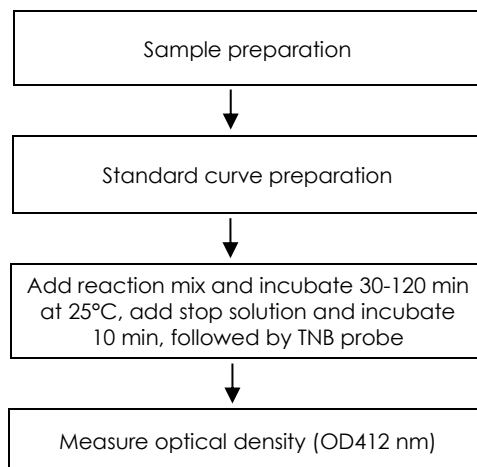 Sample preparation
Standard curve preparation
Add reaction mix and incubate 30-120 min
at 25°C, add stop solution and incubate
10 min, followed by TNB probe
Measure optical density (OD412 nm)